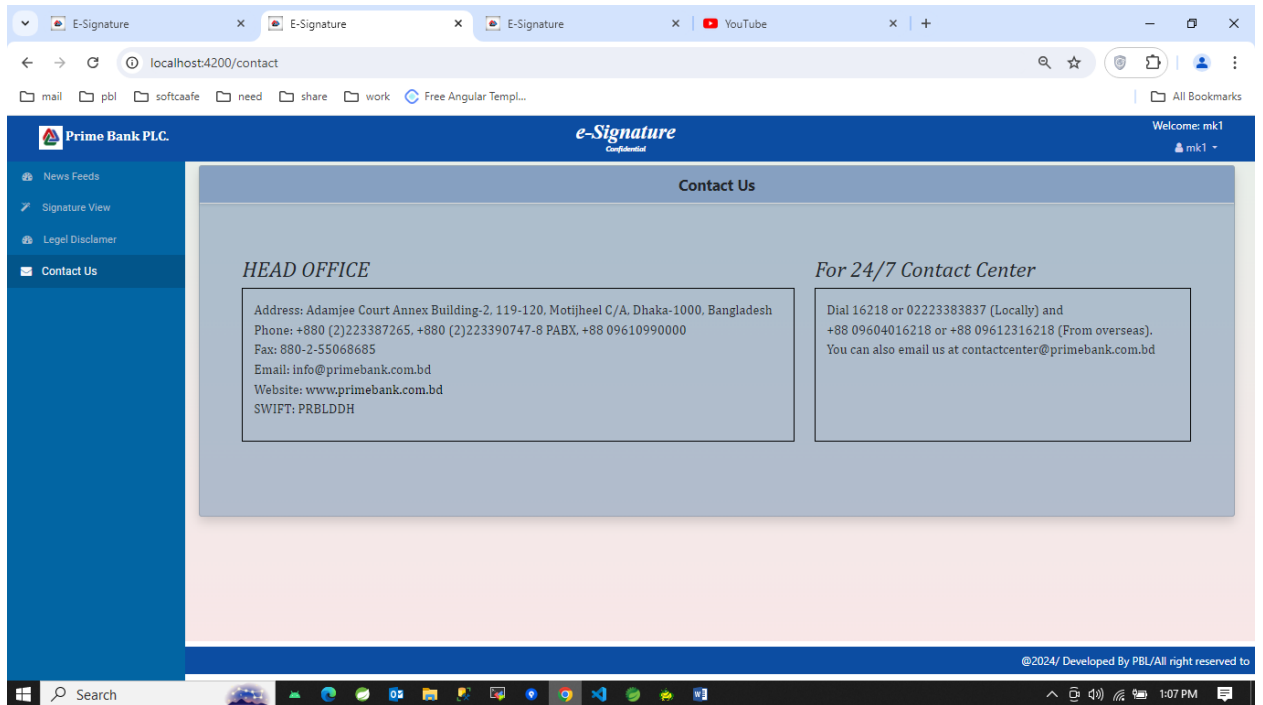 E-Signature
E-Signature
E-Signature
YouTube
localhost:4200/contact
mail pbl softcaafe need share work Free Angular Templ... All Bookmarks
Prime Bank PLC.
e-Signature
Confidential
Welcome: mk1
mk1
News Feeds
Signature View
Legel Disclamer
Contact Us
Contact Us
HEAD OFFICE
Address: Adamjee Court Annex Building-2, 119-120, Motijheel C/A, Dhaka-1000, Bangladesh
Phone: +880 (2)223387265, +880 (2)223390747-8 PABX, +88 09610990000
Fax: 880-2-55068685
Email: info@primebank.com.bd
Website: www.primebank.com.bd
SWIFT: PRBLDDH
For 24/7 Contact Center
Dial 16218 or 02223383837 (Locally) and
+88 09604016218 or +88 09612316218 (From overseas).
You can also email us at contactcenter@primebank.com.bd
@2024/ Developed By PBL/All right reserved to
Search
1:07 PM